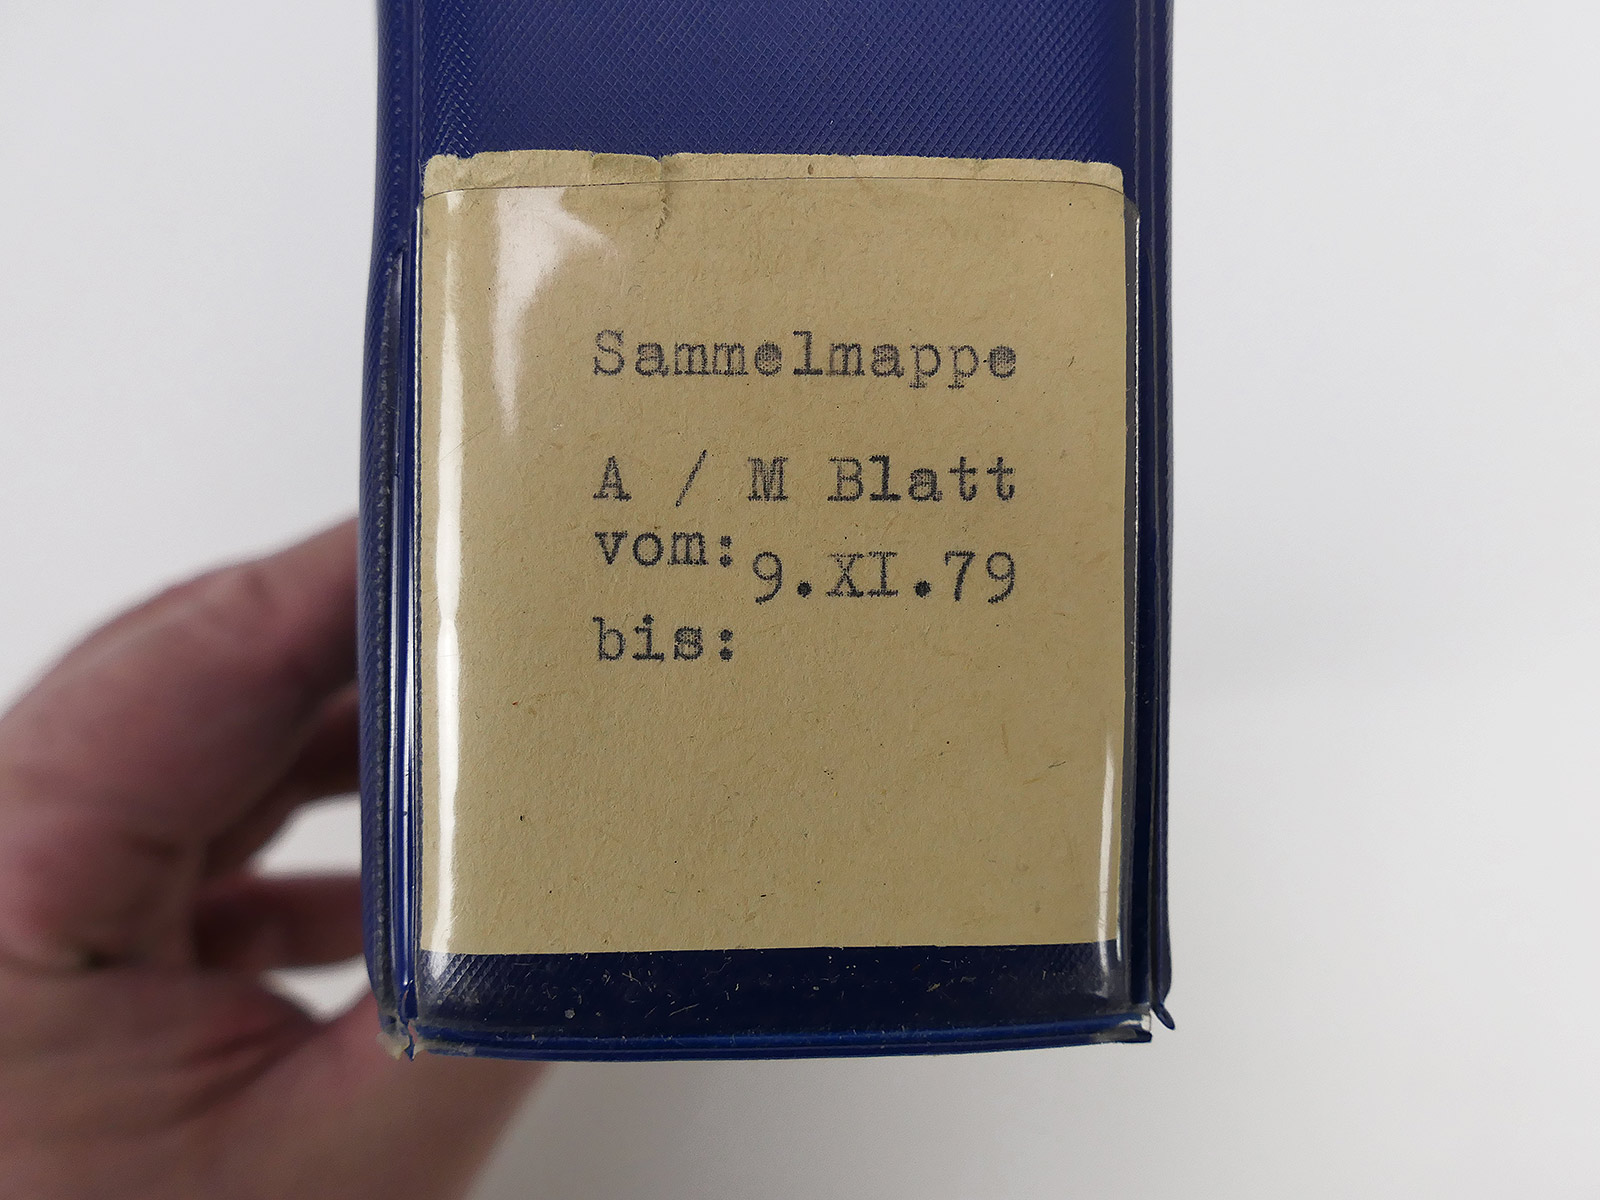 Sammelmappe
A / M Blatt
vom: 9.XI.79
bis: